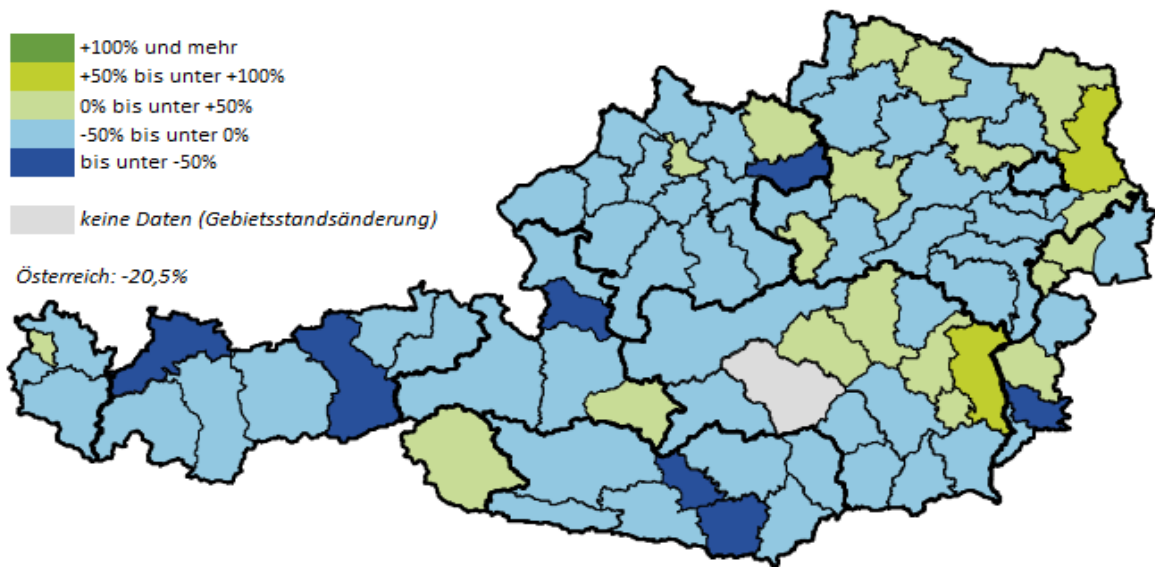 +100% und mehr
+50% bis unter +100%
0% bis unter +50%
-50% bis unter 0%
bis unter -50%
keine Daten (Gebietsstandsänderung)
Österreich: -20,5%